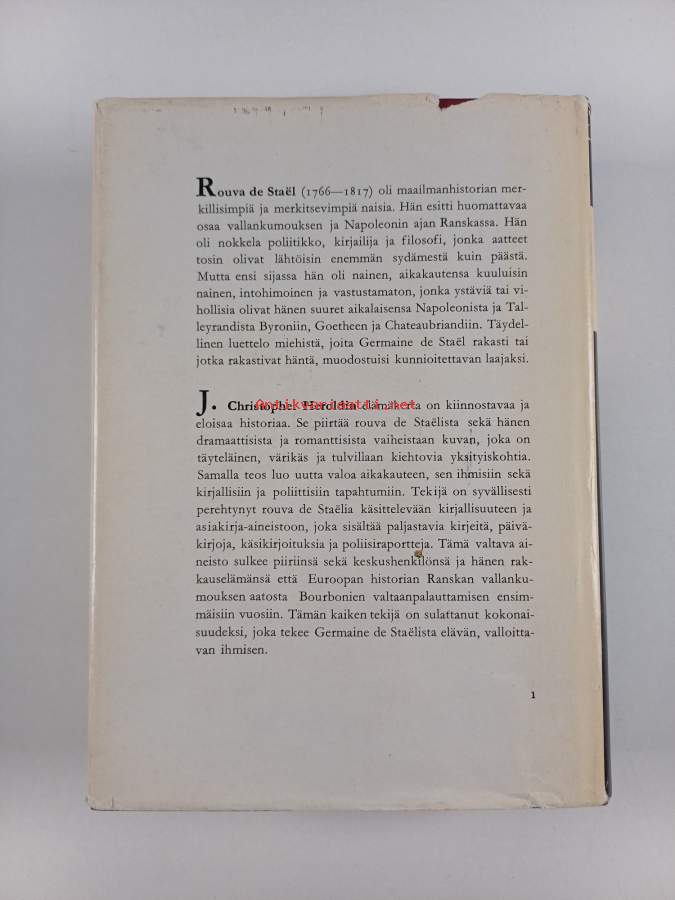 Rouva de Staël (1766—1817) oli maailmanhistorian mer-
killisimpiä ja merkitsevimpiä naisia. Hän esitti huomattavaa
osaa vallankumouksen ja Napoleonin ajan Ranskassa. Hän
oli nokkela poliitikko, kirjailija ja filosofi, jonka aatteet
tosin olivat lähtöisin enemmän sydämestä kuin päästä.
Mutta ensi sijassa hän oli nainen, aikakautensa kuuluisin
nainen, intohimoinen ja vastustamaton, jonka ystäviä tai vi-
hollisia olivat hänen suuret aikalaisensa Napoleonista ja Tal-
leyrandista Byroniin, Goetheen ja Chateaubriandiin. Täydel-
linen luettelo miehistä, joita Germaine de Staël rakasti tai
jotka rakastivat häntä, muodostuisi kunnioitettavan laajaksi.
J. Christopher Heroldin elämäkerta on kiinnostavaa ja
Antikvariaatti.net
eloisaa historiaa. Se piirtää rouva de Staëlista sekä hänen
dramaattisista ja romanttisista vaiheistaan kuvan, joka on
täyteläinen, värikäs ja tulvillaan kiehtovia yksityiskohtia.
Samalla teos luo uutta valoa aikakauteen, sen ihmisiin sekä
kirjallisiin ja poliittisiin tapahtumiin. Tekijä on syvällisesti
perehtynyt rouva de Staëlia käsittelevään kirjallisuuteen ja
asiakirja-aineistoon, joka sisältää paljastavia kirjeitä, päivä-
kirjoja, käsikirjoituksia ja poliisiraportteja. Tämä valtava ai-
neisto sulkee piiriinsä sekä keskushenkilönsä ja hänen rak-
kauselämänsä että Euroopan historian Ranskan vallanku-
mouksen aatosta Bourbonien valtaanpalauttamisen ensim-
mäisiin vuosiin. Tämän kaiken tekijä on sulattanut kokonai-
suudeksi, joka tekee Germaine de Staëlista elävän, valloitta-
van ihmisen.
1